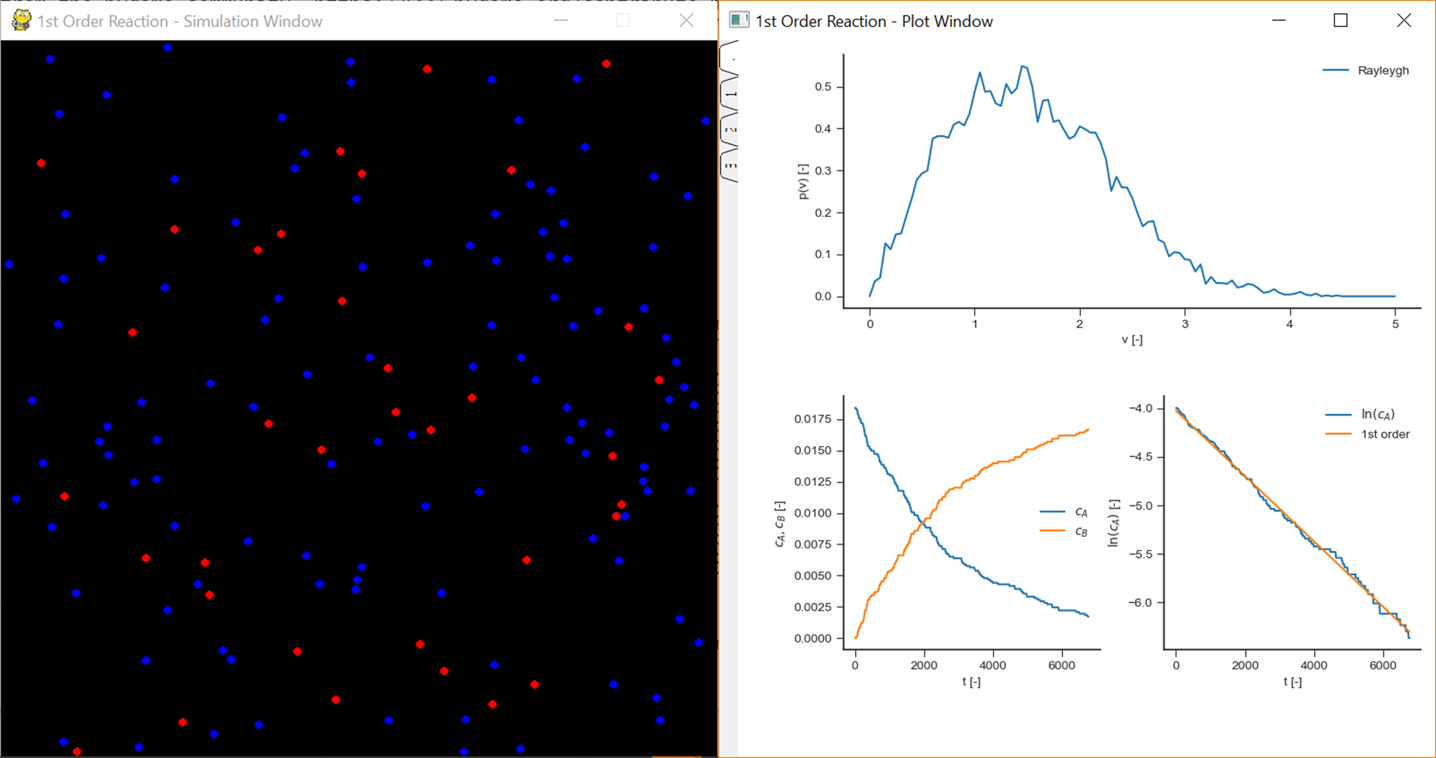 1st Order Reaction - Simulation Window
1st Order Reaction - Plot Window
Rayleygh
p(v) [-]
0.5
0.4
0.3
0.2
0.1
0.0
0 1 2 3 4 5
v [-]
c_A, c_B [-]
0.0175
0.0150
0.0125
0.0100
0.0075
0.0050
0.0025
0.0000
c_A
c_B
0 2000 4000 6000
t [-]
ln(c_A) [-]
−4.0
−4.5
−5.0
−5.5
−6.0
ln(c_A)
1st order
0 2000 4000 6000
t [-]